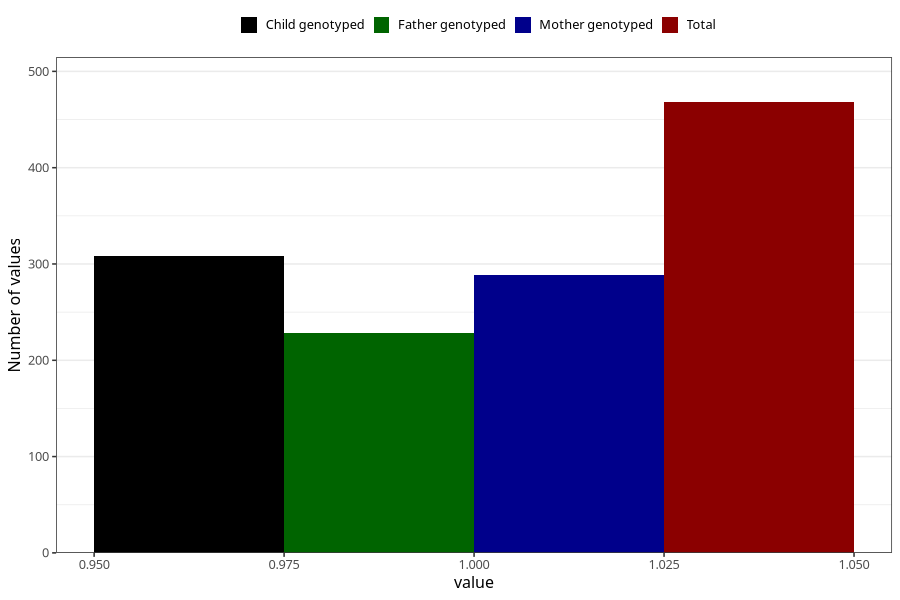 Child genotyped Father genotyped Mother genotyped Total
500
400
300
200
100
0
Number of values
0.950 0.975 1.000 1.025 1.050
value